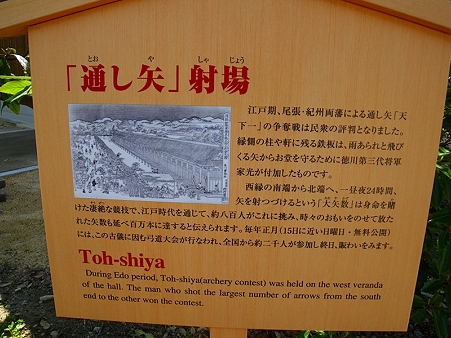 とお や しゃ じょう
「通し矢」射場
江戸期、尾張・紀州両藩による通し矢「天
下一」の争奪戦は民衆の評判となりました。
縁側の柱や軒に残る鉄板は、雨あられと飛び
くる矢からお堂を守るために徳川第三代将軍
家光が付加したものです。
西縁の南端から北端へ、一昼夜24時間、
矢を射つづけるという「大矢数」は身命を賭
けた凄絶な競技で、江戸時代を通じて、約八百人がこれに挑み、時々のおもいをのせて放た
れた矢数も延べ百万本に達すると伝えられます。毎年正月(15日に近い日曜日・無料公開)
には、この古儀に因む弓道大会が行なわれ、全国から約二千人が参加し終日、賑わいをみます。
Toh-shiya
During Edo period, Toh-shiya(archery contest) was held on the west veranda
of the hall. The man who shot the largest number of arrows from the south
end to the other won the contest.